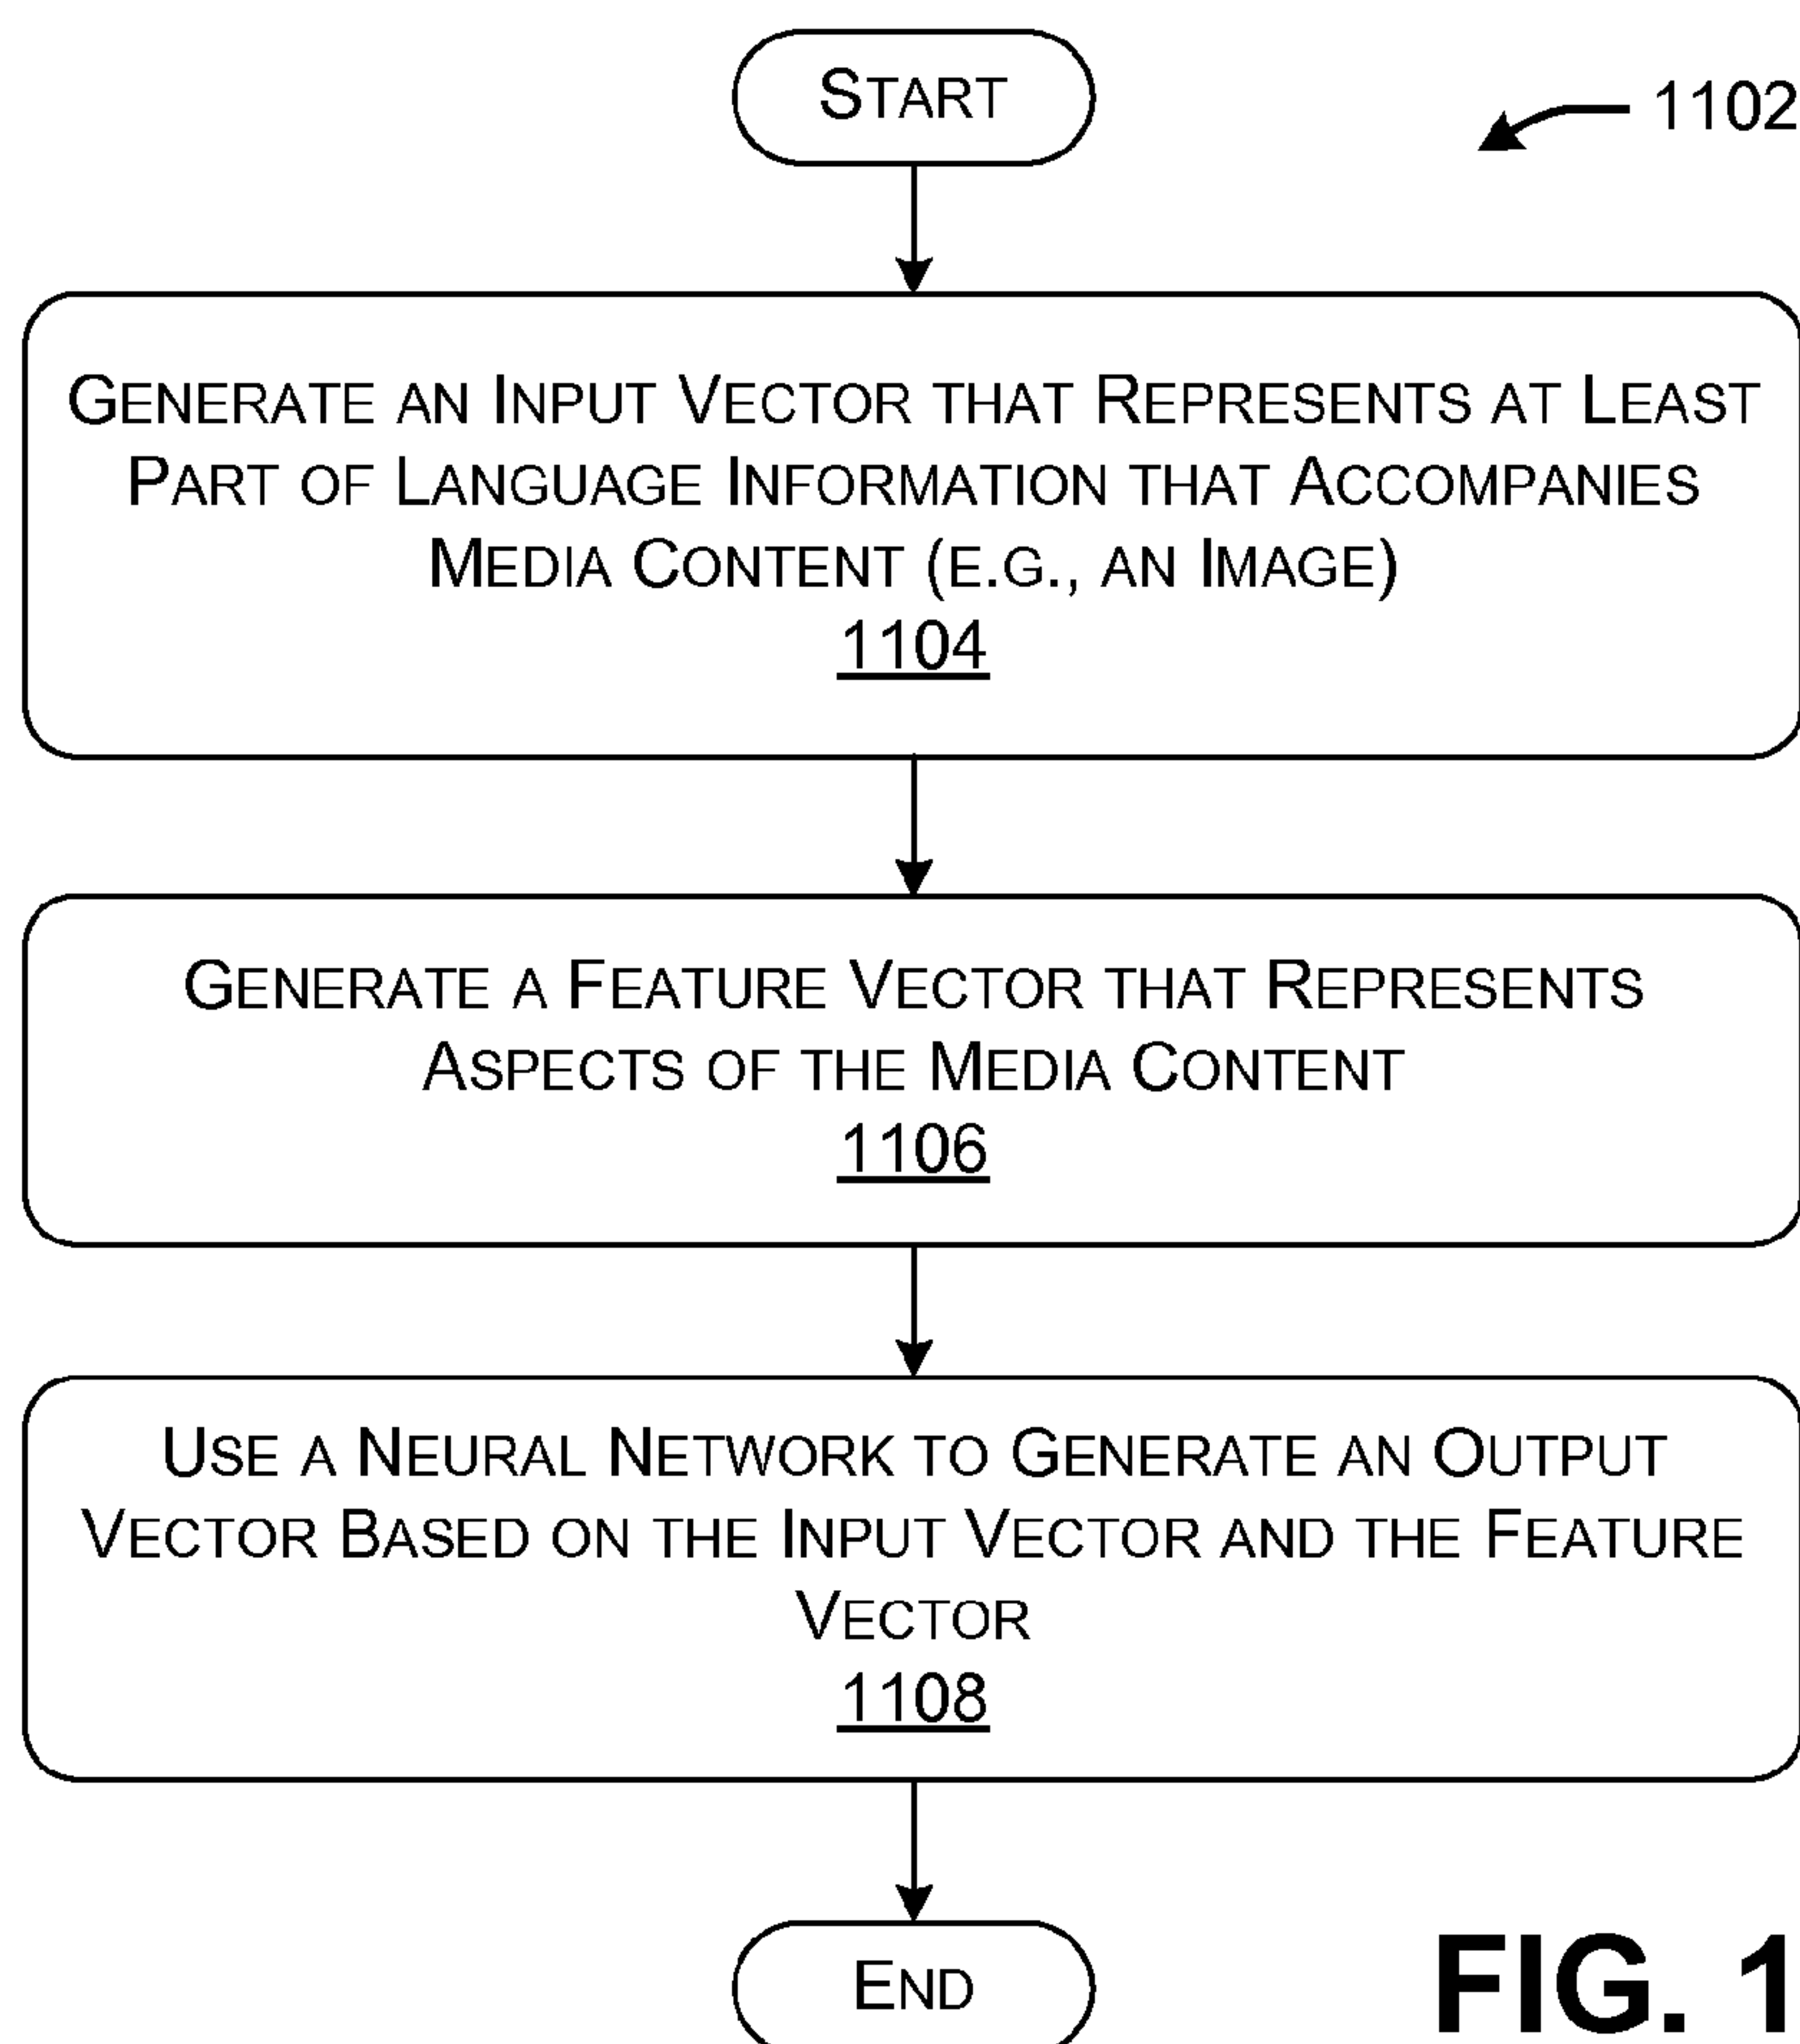 START
1102
GENERATE AN INPUT VECTOR THAT REPRESENTS AT LEAST
PART OF LANGUAGE INFORMATION THAT ACCOMPANIES
MEDIA CONTENT (E.G., AN IMAGE)
1104
GENERATE A FEATURE VECTOR THAT REPRESENTS
ASPECTS OF THE MEDIA CONTENT
1106
USE A NEURAL NETWORK TO GENERATE AN OUTPUT
VECTOR BASED ON THE INPUT VECTOR AND THE FEATURE
VECTOR
1108
END
FIG. 1